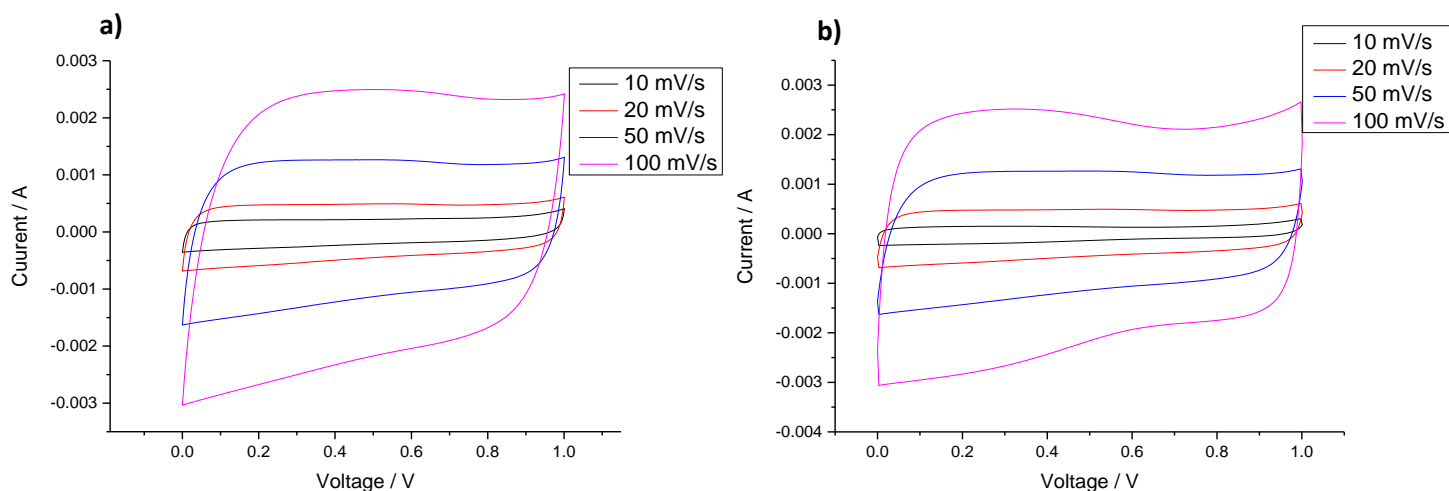 a)
0.003
0.002
0.001
0.000
-0.001
-0.002
-0.003
Cuurent / A
0.0 0.2 0.4 0.6 0.8 1.0
Voltage / V
10 mV/s
20 mV/s
50 mV/s
100 mV/s
b)
0.003
0.002
0.001
0.000
-0.001
-0.002
-0.003
-0.004
Current / A
0.0 0.2 0.4 0.6 0.8 1.0
Voltage / V
10 mV/s
20 mV/s
50 mV/s
100 mV/s